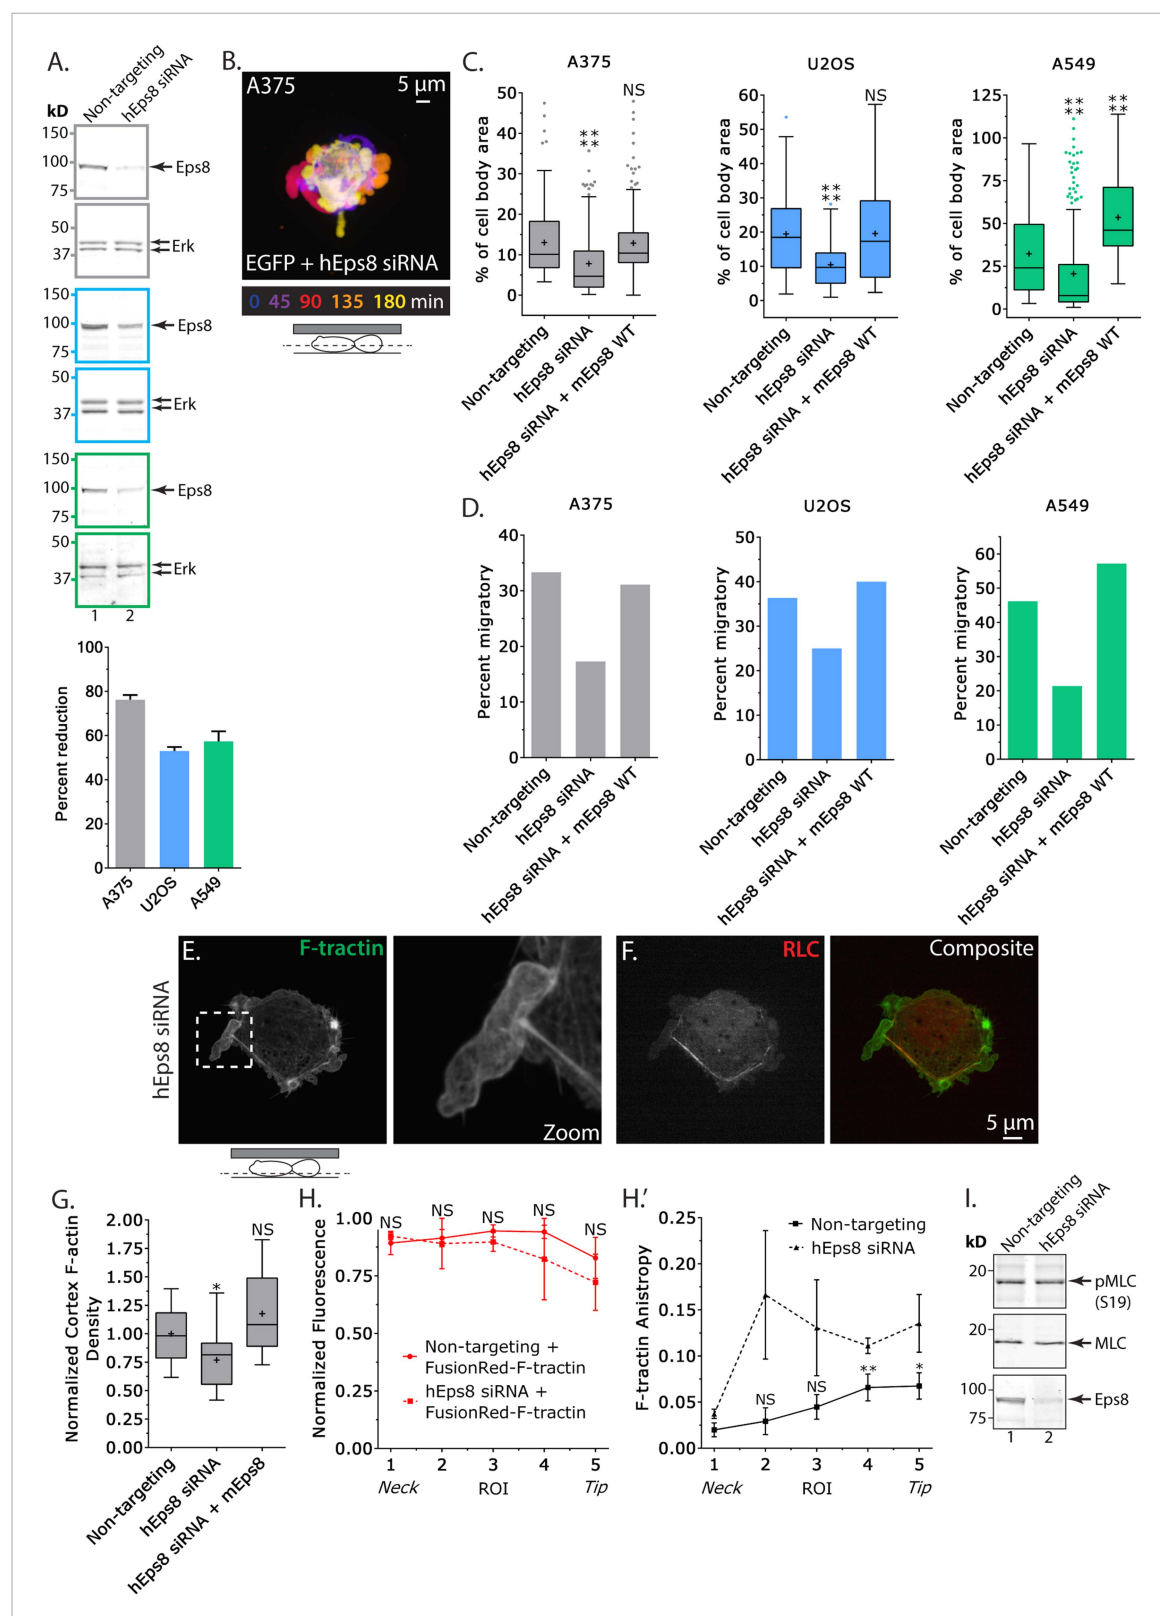 A.
Non-targeting
hEps8 siRNA
kD
150
100
75
Eps8
50
37
Erk
150
100
75
Eps8
50
37
Erk
150
100
75
Eps8
50
37
Erk
1 2
Percent reduction
100
80
60
40
20
0
A375
U2OS
A549
B.
A375
5 μm
EGFP + hEps8 siRNA
0 45 90 135 180 min
C.
A375
% of cell body area
50
40
30
20
10
0
**
**
NS
Non-targeting
hEps8 siRNA
hEps8 siRNA + mEps8 WT
U2OS
% of cell body area
60
50
40
30
20
10
0
**
**
NS
Non-targeting
hEps8 siRNA
hEps8 siRNA + mEps8 WT
A549
% of cell body area
125
100
75
50
25
0
**
**
**
**
Non-targeting
hEps8 siRNA
hEps8 siRNA + mEps8 WT
D.
A375
Percent migratory
40
30
20
10
0
Non-targeting
hEps8 siRNA
hEps8 siRNA + mEps8 WT
U2OS
Percent migratory
50
40
30
20
10
0
Non-targeting
hEps8 siRNA
hEps8 siRNA + mEps8 WT
A549
Percent migratory
60
50
40
30
20
10
0
Non-targeting
hEps8 siRNA
hEps8 siRNA + mEps8 WT
hEps8 siRNA
E.
F-tractin
Zoom
F.
RLC
Composite
5 μm
G.
Normalized Cortex F-actin
Density
2.00
1.75
1.50
1.25
1.00
0.75
0.50
0.25
0.00
*
NS
Non-targeting
hEps8 siRNA
hEps8 siRNA + mEps8
H.
Normalized Fluorescence
1.00
0.75
0.50
0.25
0.00
NS NS NS NS NS
Non-targeting +
FusionRed-F-tractin
hEps8 siRNA +
FusionRed-F-tractin
1 2 3 4 5
Neck ROI Tip
H.'
F-tractin Anistropy
0.25
0.20
0.15
0.10
0.05
0.00
Non-targeting
hEps8 siRNA
NS NS ** *
1 2 3 4 5
Neck ROI Tip
I.
Non-targeting
hEps8 siRNA
kD
20
pMLC
(S19)
20
MLC
100
75
Eps8
1 2